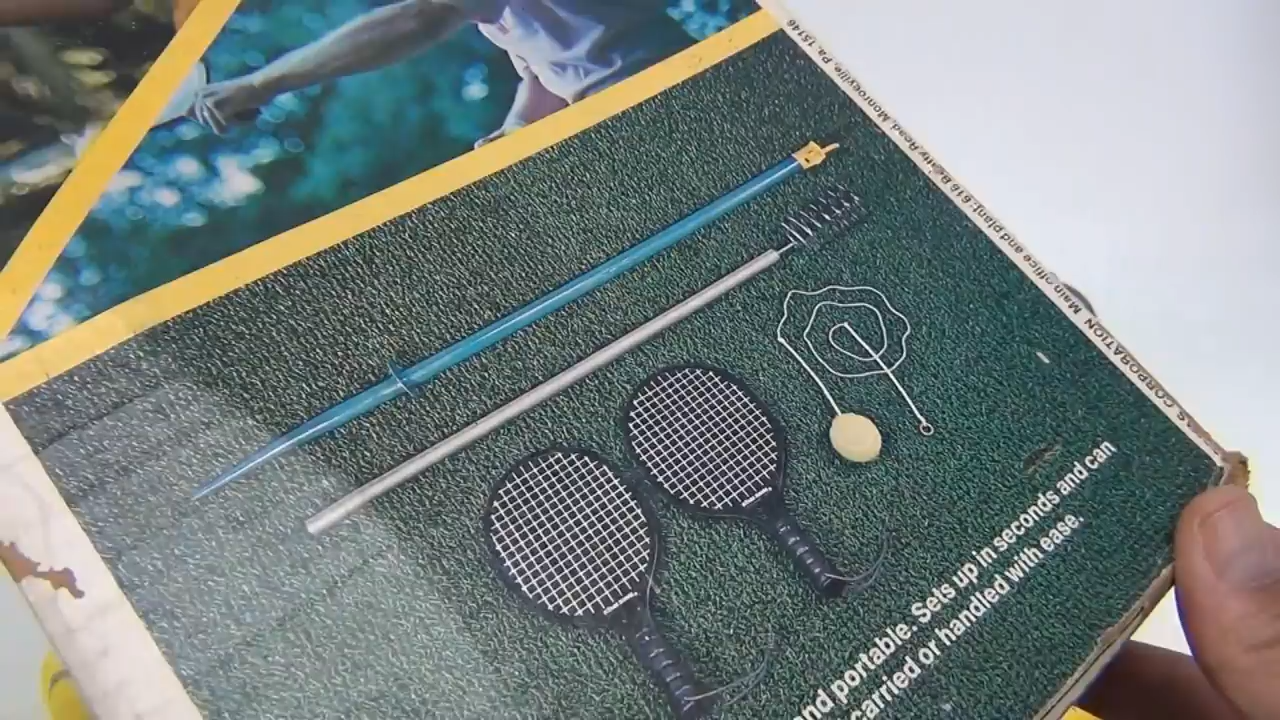 Pa. 15146
Road, Monroeville,
S CORPORATION Main office and plant: 616 Beatty
nd portable. Sets up in seconds and can
carried or handled with ease.